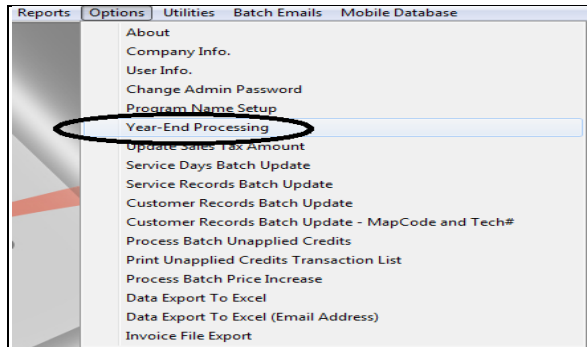 Reports Options Utilities Batch Emails Mobile Database
About
Company Info.
User Info.
Change Admin Password
Program Name Setup
Year-End Processing
Update Sales Tax Amount
Service Days Batch Update
Service Records Batch Update
Customer Records Batch Update
Customer Records Batch Update - MapCode and Tech#
Process Batch Unapplied Credits
Print Unapplied Credits Transaction List
Process Batch Price Increase
Data Export To Excel
Data Export To Excel (Email Address)
Invoice File Export